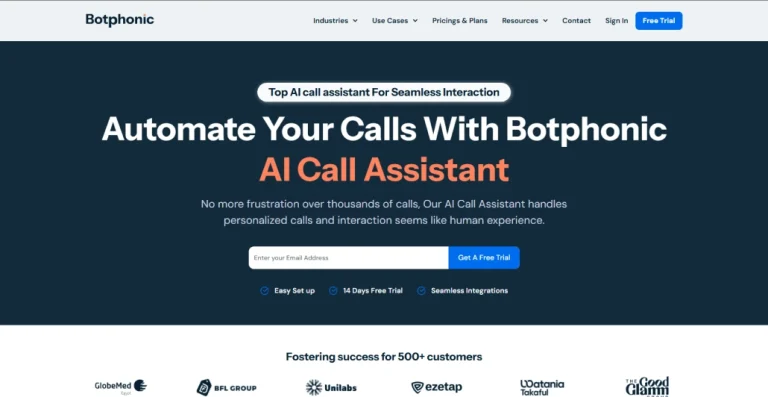 Botphonic
Industries
Use Cases
Pricings & Plans
Resources
Contact
Sign In
Free Trial
Top AI call assistant For Seamless Interaction
Automate Your Calls With Botphonic
AI Call Assistant
No more frustration over thousands of calls, Our AI Call Assistant handles
personalized calls and interaction seems like human experience.
Enter your Email Address
Get A Free Trial
Easy Set up
14 Days Free Trial
Seamless Integrations
Fostering success for 500+ customers
GlobeMed
Egypt
BFL GROUP
Unilabs
ezetap
Watania
Takaful
THE Good
Glamm